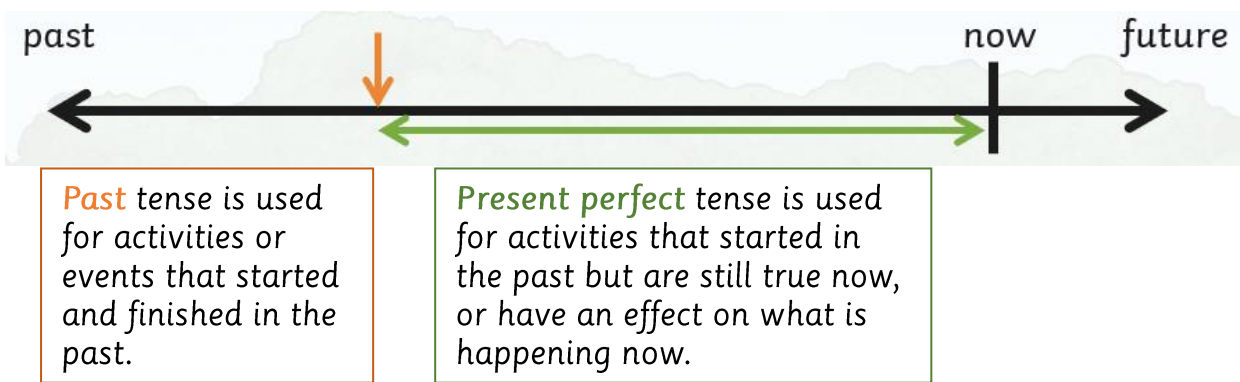 past
now
future
Past tense is used
for activities or
events that started
and finished in the
past.
Present perfect tense is used
for activities that started in
the past but are still true now,
or have an effect on what is
happening now.